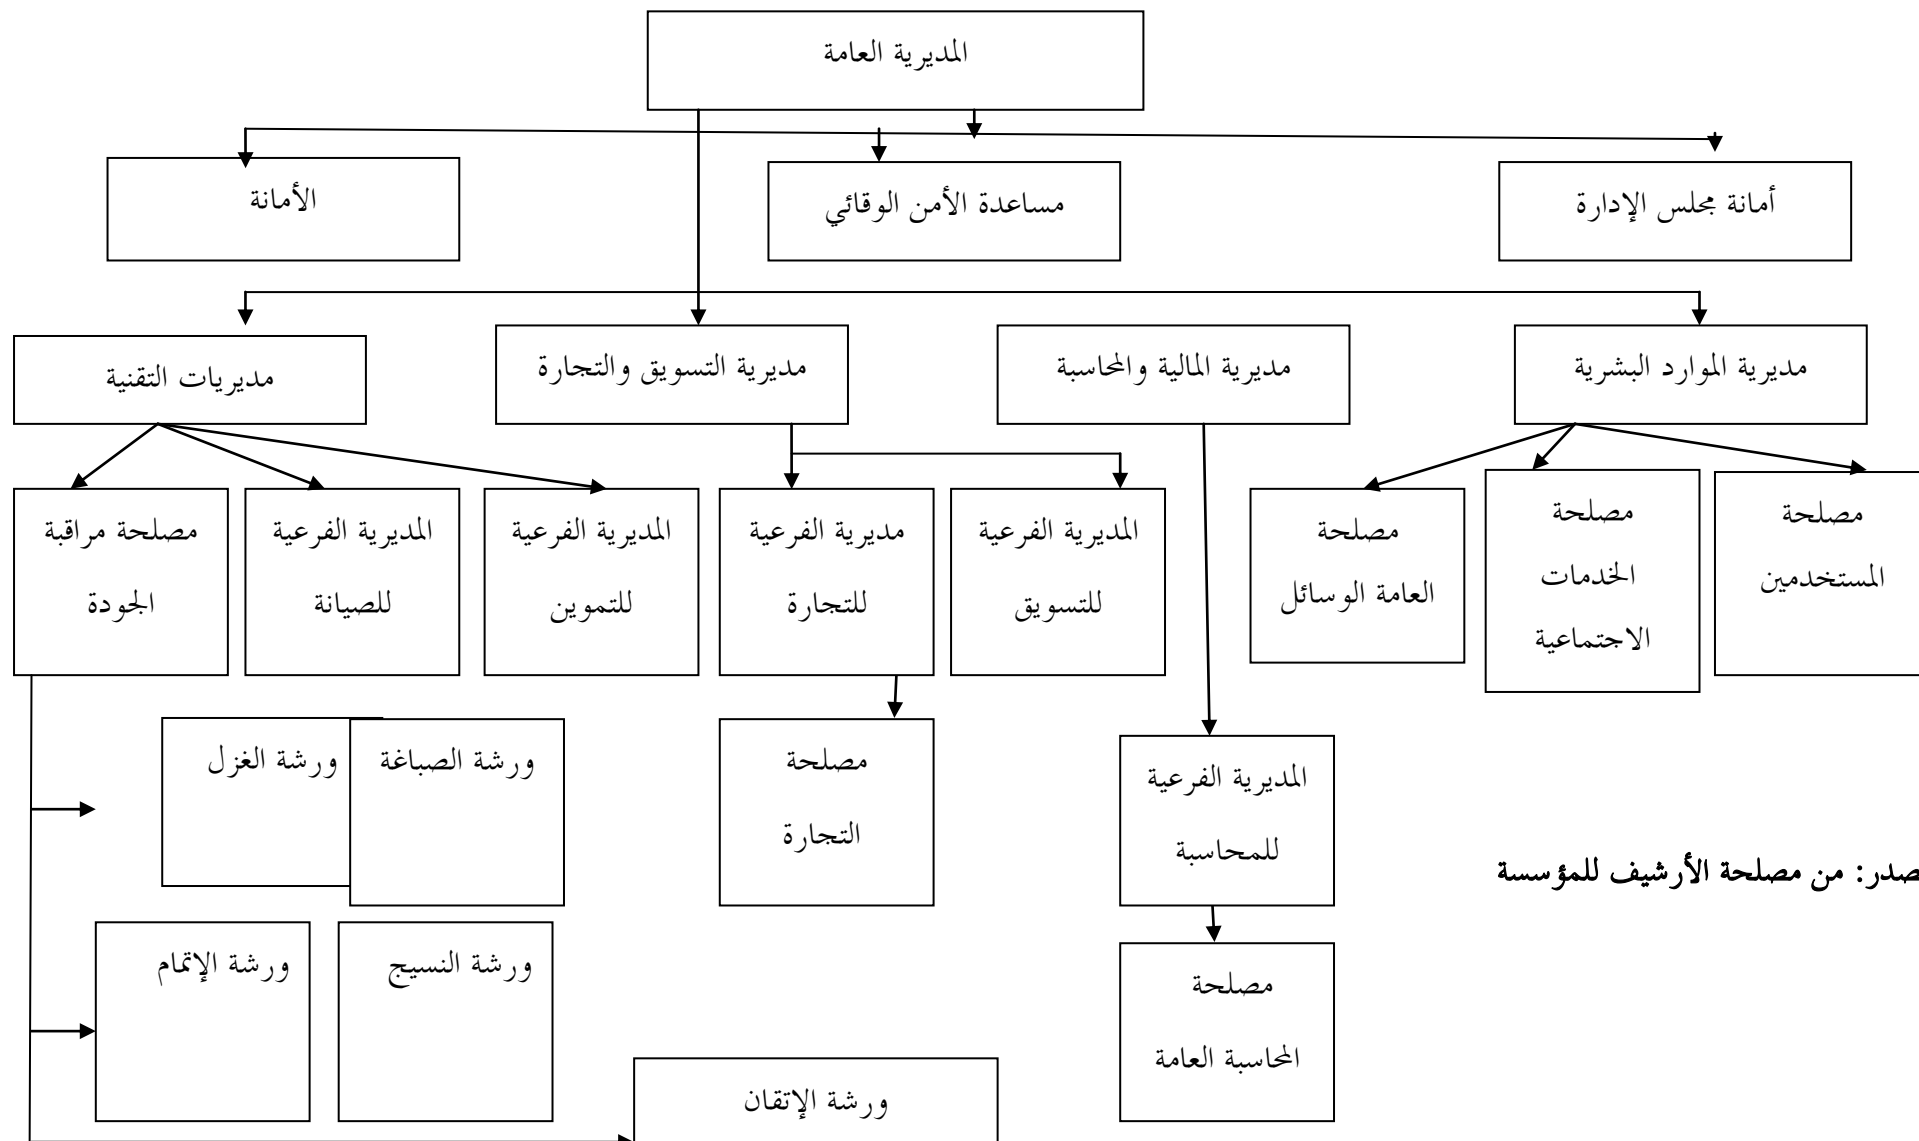 المديرية العامة
أمانة مجلس الإدارة
مساعدة الأمن الوقائي
الأمانة
مديرية الموارد البشرية
مديرية المالية والمحاسبة
مديرية التسويق والتجارة
مديريات التقنية
مصلحة
المستخدمين
مصلحة
الخدمات
الاجتماعية
مصلحة
العامة الوسائل
المديرية الفرعية
للتسويق
مديرية الفرعية
للتجارة
المديرية الفرعية
للتموين
المديرية الفرعية
للصيانة
مصلحة مراقبة
الجودة
المديرية الفرعية
للمحاسبة
مصلحة
التجارة
ورشة الصباغة
ورشة الغزل
صدر: من مصلحة الأرشيف للمؤسسة
مصلحة
المحاسبة العامة
ورشة النسيج
ورشة الإتمام
ورشة الإتقان